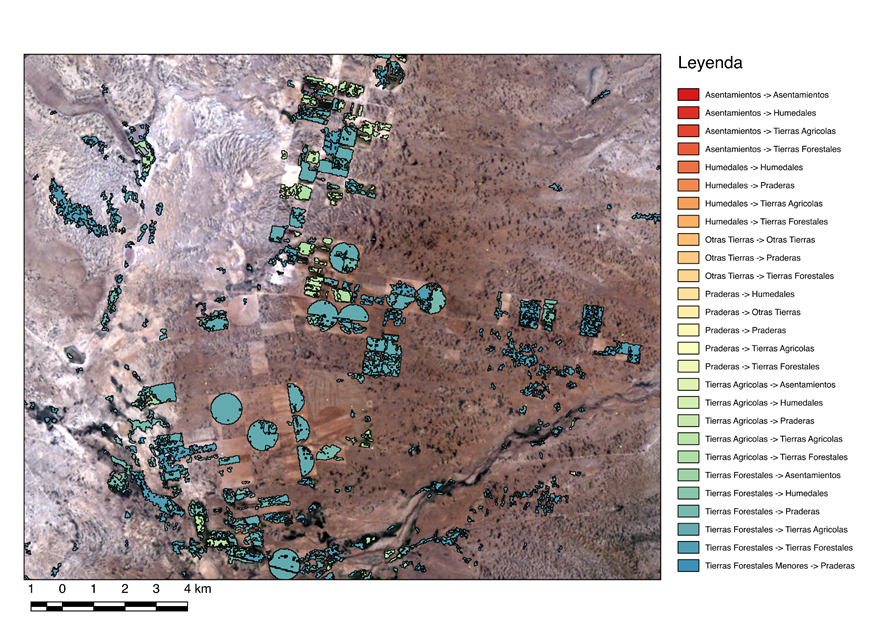 Leyenda
Asentamientos -> Asentamientos
Asentamientos -> Humedales
Asentamientos -> Tierras Agricolas
Asentamientos -> Tierras Forestales
Humedales -> Humedales
Humedales -> Praderas
Humedales -> Tierras Agricolas
Humedales -> Tierras Forestales
Otras Tierras -> Otras Tierras
Otras Tierras -> Praderas
Otras Tierras -> Tierras Forestales
Praderas -> Humedales
Praderas -> Otras Tierras
Praderas -> Praderas
Praderas -> Tierras Agricolas
Praderas -> Tierras Forestales
Tierras Agricolas -> Asentamientos
Tierras Agricolas -> Humedales
Tierras Agricolas -> Praderas
Tierras Agricolas -> Tierras Agricolas
Tierras Agricolas -> Tierras Forestales
Tierras Forestales -> Asentamientos
Tierras Forestales -> Humedales
Tierras Forestales -> Praderas
Tierras Forestales -> Tierras Agricolas
Tierras Forestales -> Tierras Forestales
Tierras Forestales Menores -> Praderas
1 0 1 2 3 4 km